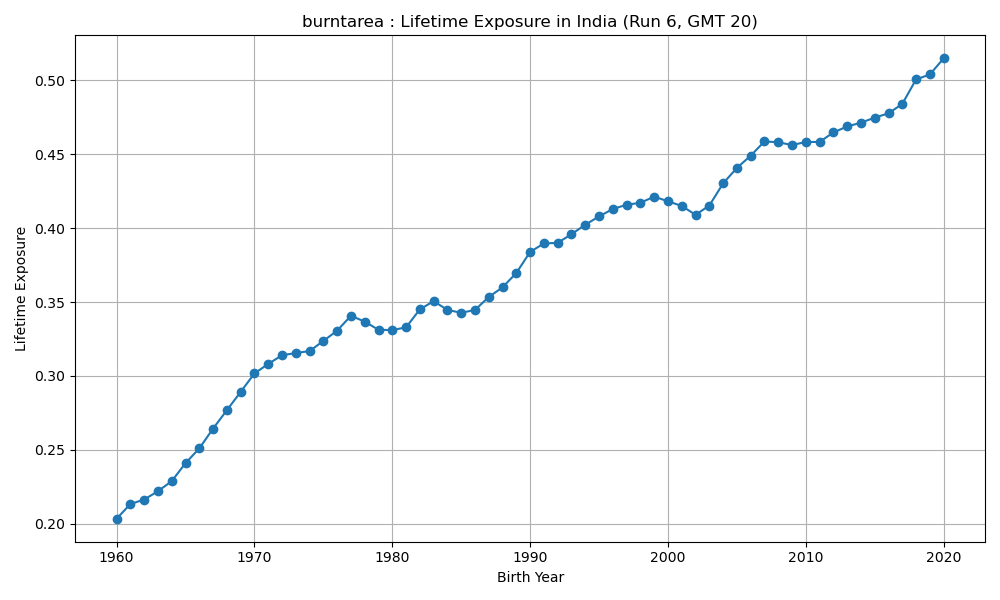 burntarea : Lifetime Exposure in India (Run 6, GMT 20)
Lifetime Exposure
0.50
0.45
0.40
0.35
0.30
0.25
0.20
1960 1970 1980 1990 2000 2010 2020
Birth Year